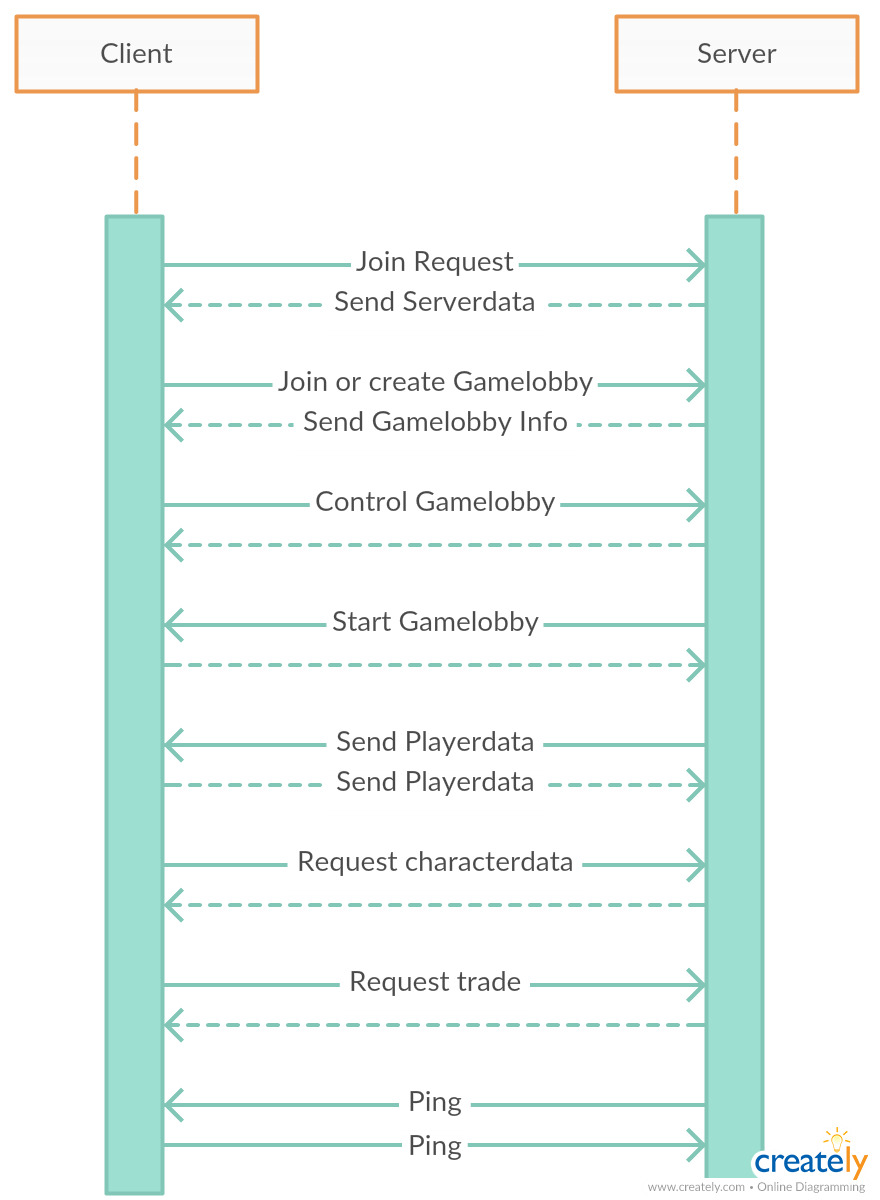 Client
Server
Join Request
Send Serverdata
Join or create Gamelobby
Send Gamelobby Info
Control Gamelobby
Start Gamelobby
Send Playerdata
Send Playerdata
Request characterdata
Request trade
Ping
Ping
creately
www.creately.com • Online Diagramming